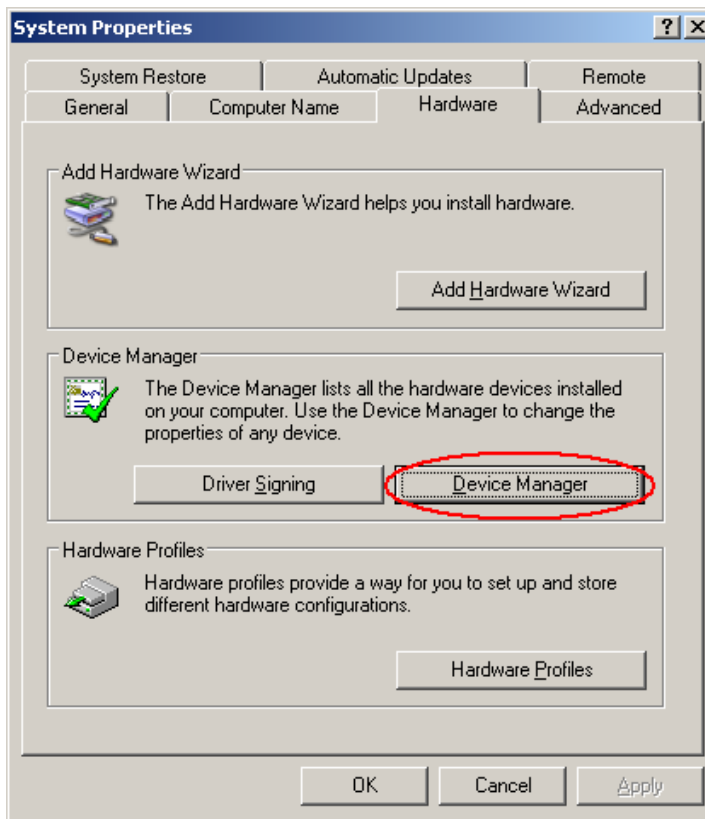 System Properties
System Restore
Automatic Updates
Remote
General
Computer Name
Hardware
Advanced
Add Hardware Wizard
The Add Hardware Wizard helps you install hardware.
Add Hardware Wizard
Device Manager
The Device Manager lists all the hardware devices installed
on your computer. Use the Device Manager to change the
properties of any device.
Driver Signing
Device Manager
Hardware Profiles
Hardware profiles provide a way for you to set up and store
different hardware configurations.
Hardware Profiles
OK
Cancel
Apply